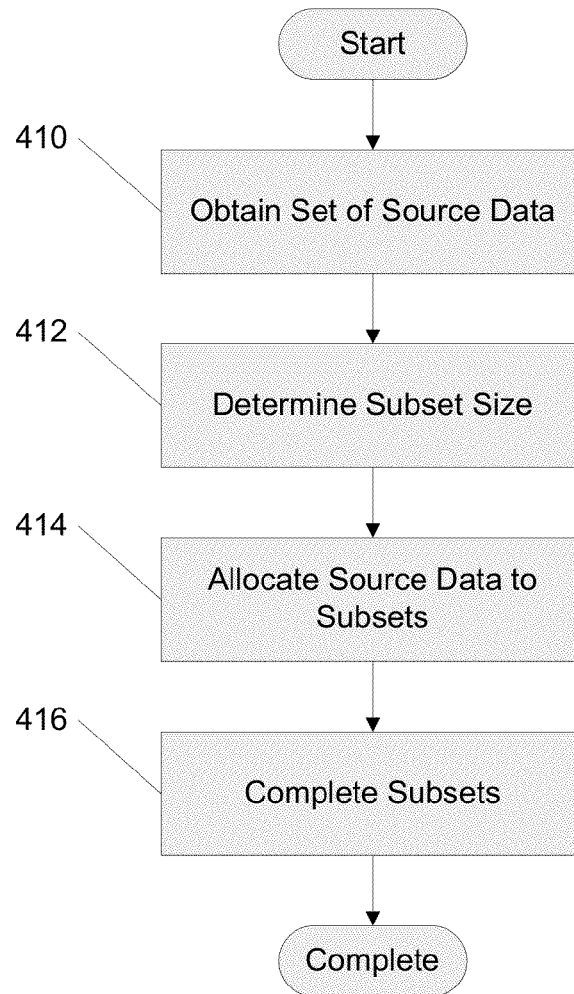 Start
410
Obtain Set of Source Data
412
Determine Subset Size
414
Allocate Source Data to
Subsets
416
Complete Subsets
Complete